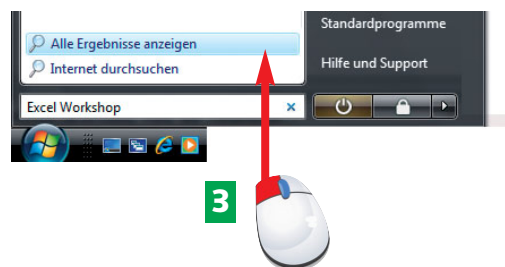 Standardprogramme
Alle Ergebnisse anzeigen
Hilfe und Support
Internet durchsuchen
Excel Workshop
3